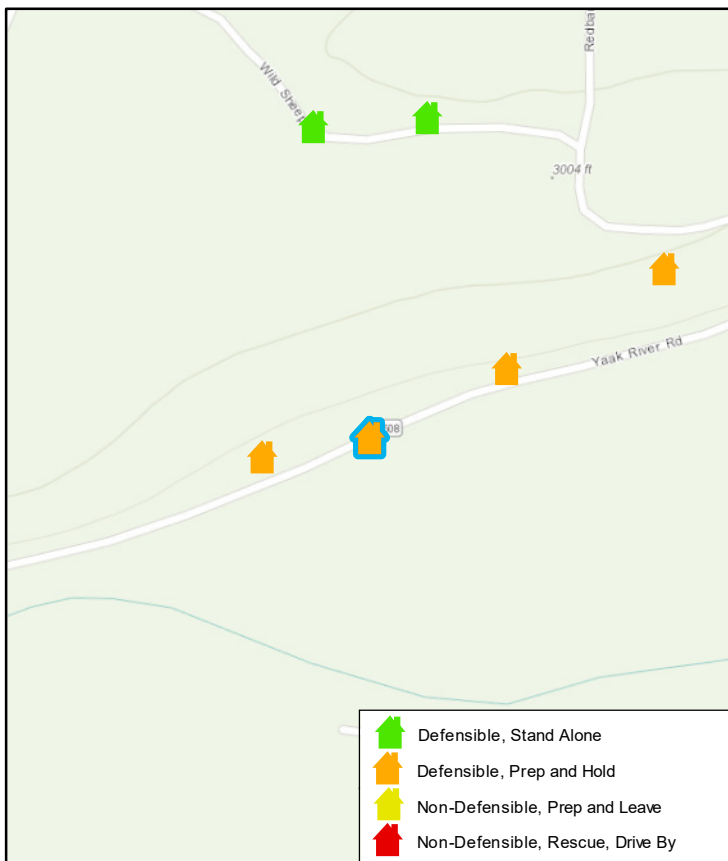 Wild Sheep
Redba
3004 ft
Yaak River Rd
508
Defensible, Stand Alone
Defensible, Prep and Hold
Non-Defensible, Prep and Leave
Non-Defensible, Rescue, Drive By